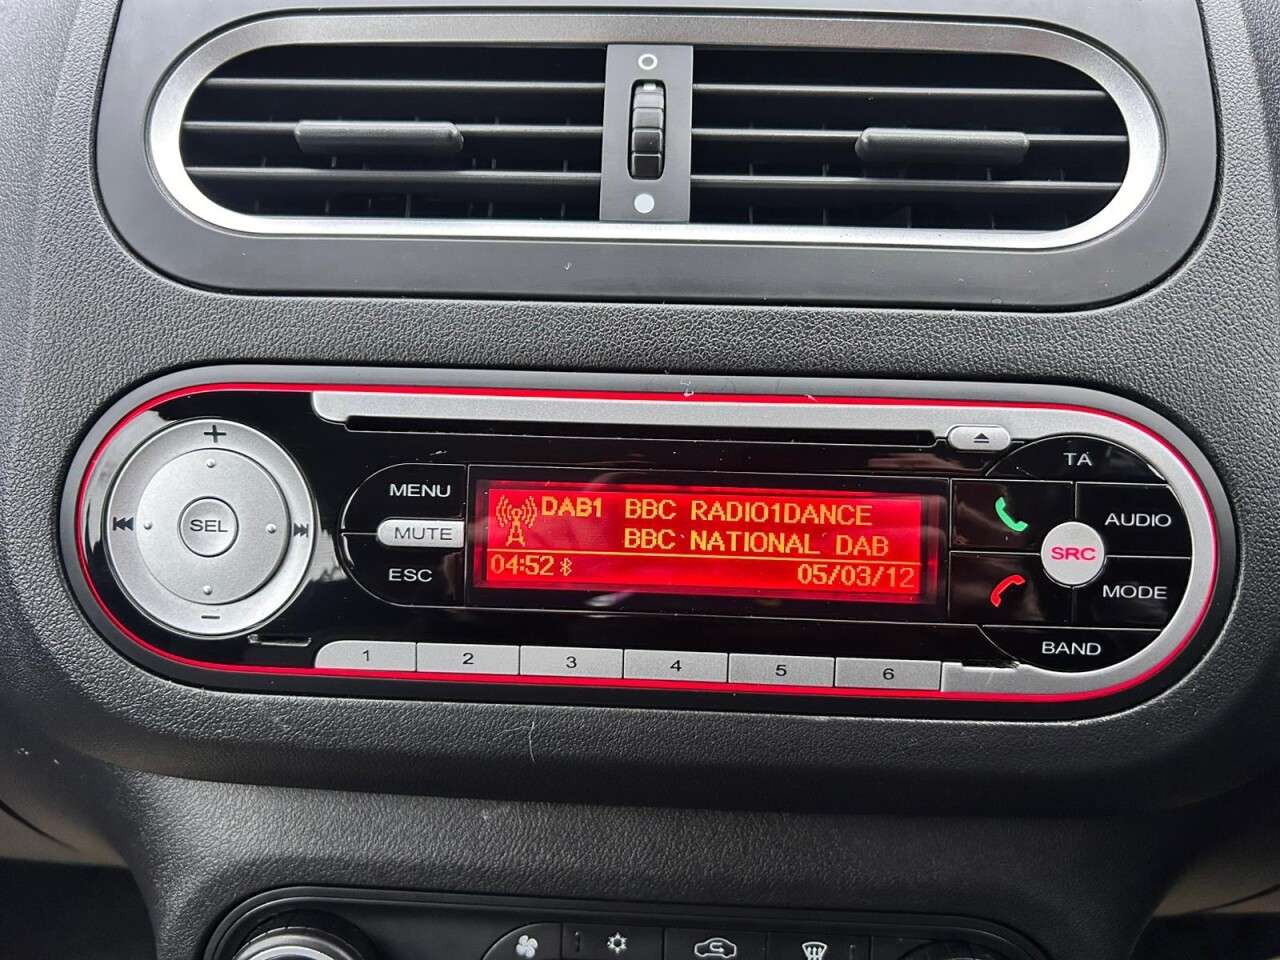 TA
MENU
SEL
MUTE
ESC
DAB1 BBC RADIO1DANCE
BBC NATIONAL DAB
04:52
05/03/12
AUDIO
SRC
MODE
BAND
1 2 3 4 5 6